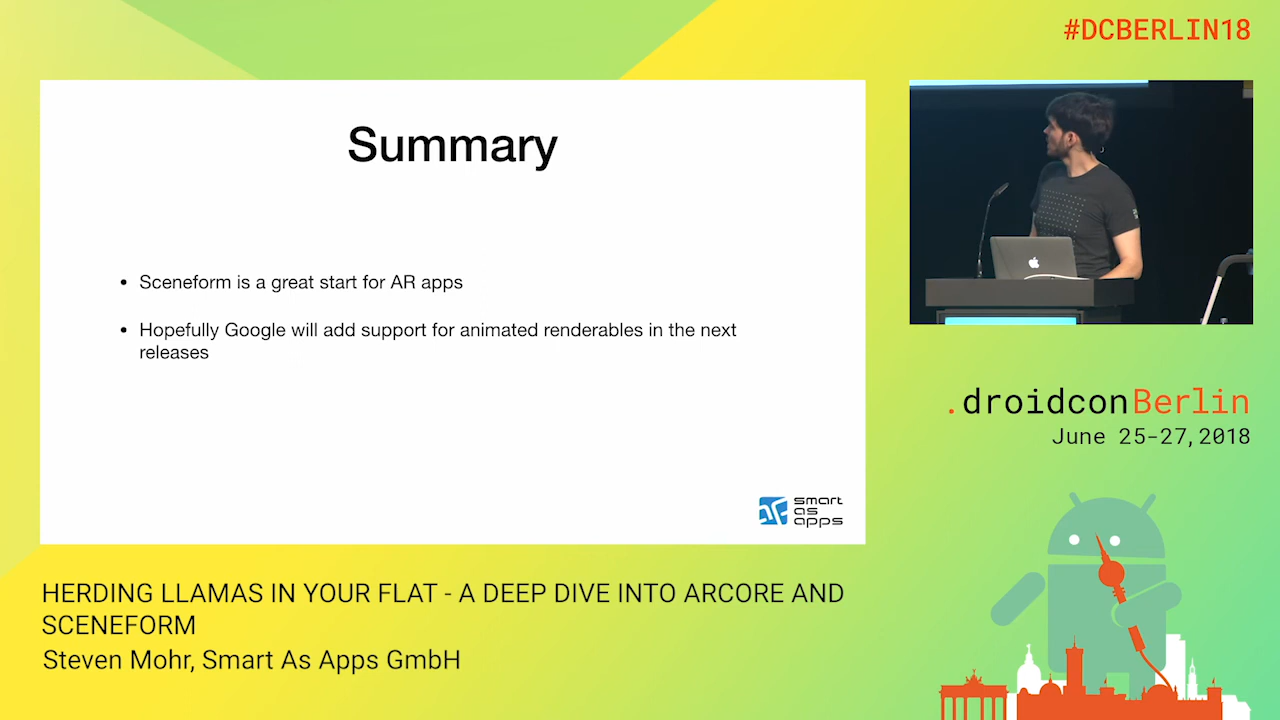 #DCBERLIN18
Summary
• Sceneform is a great start for AR apps
• Hopefully Google will add support for animated renderables in the next
releases
smart
as
apps
.droidconBerlin
June 25-27,2018
HERDING LLAMAS IN YOUR FLAT - A DEEP DIVE INTO ARCORE AND
SCENEFORM
Steven Mohr, Smart As Apps GmbH